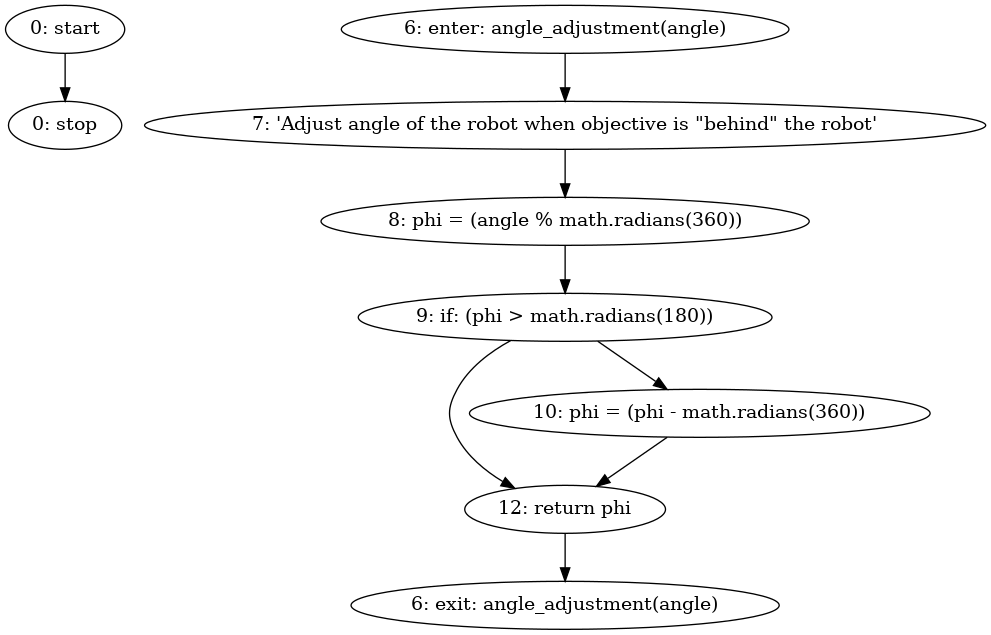 0: start
0: stop
6: enter: angle_adjustment(angle)
7: 'Adjust angle of the robot when objective is "behind" the robot'
8: phi = (angle % math.radians(360))
9: if: (phi > math.radians(180))
10: phi = (phi - math.radians(360))
12: return phi
6: exit: angle_adjustment(angle)